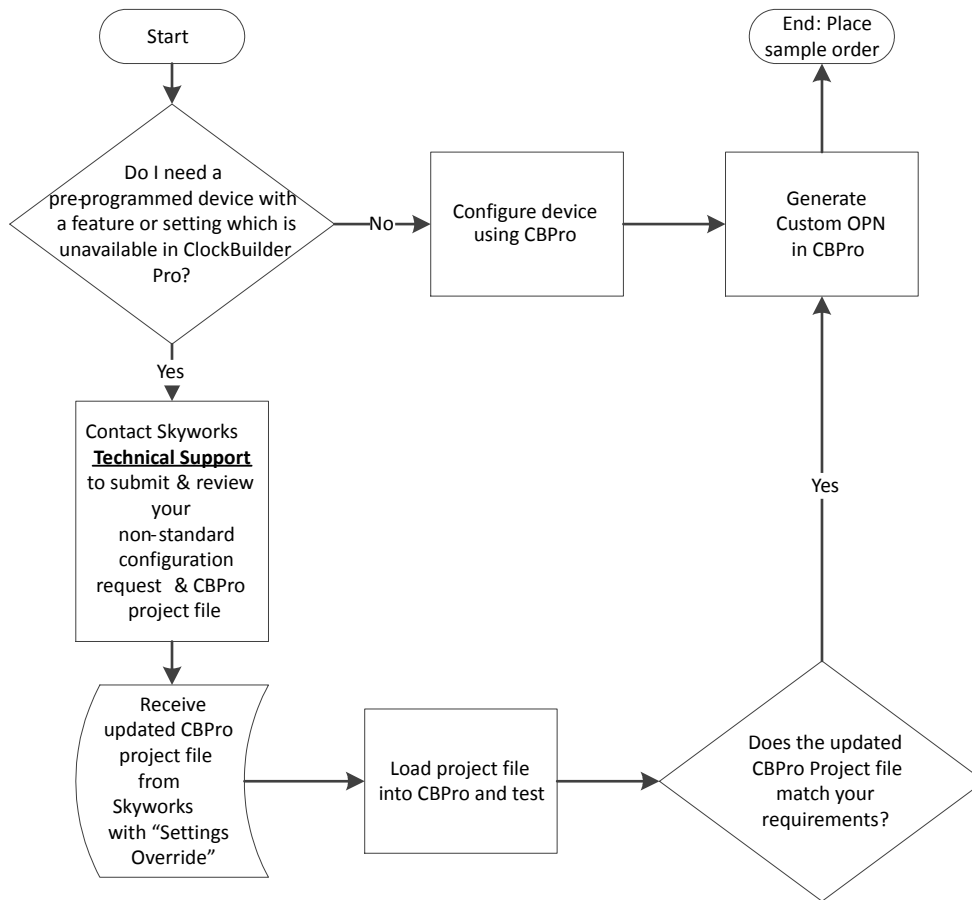 Start
End: Place
sample order
Do I need a
pre-programmed device with
a feature or setting which is
unavailable in ClockBuilder
Pro?
No
Configure device
using CBPro
Generate
Custom OPN
in CBPro
Yes
Contact Skyworks
Technical Support
to submit & review
your
non-standard
configuration
request & CBPro
project file
Yes
Receive
updated CBPro
project file
from
Skyworks
with “Settings
Override”
Load project file
into CBPro and test
Does the updated
CBPro Project file
match your
requirements?